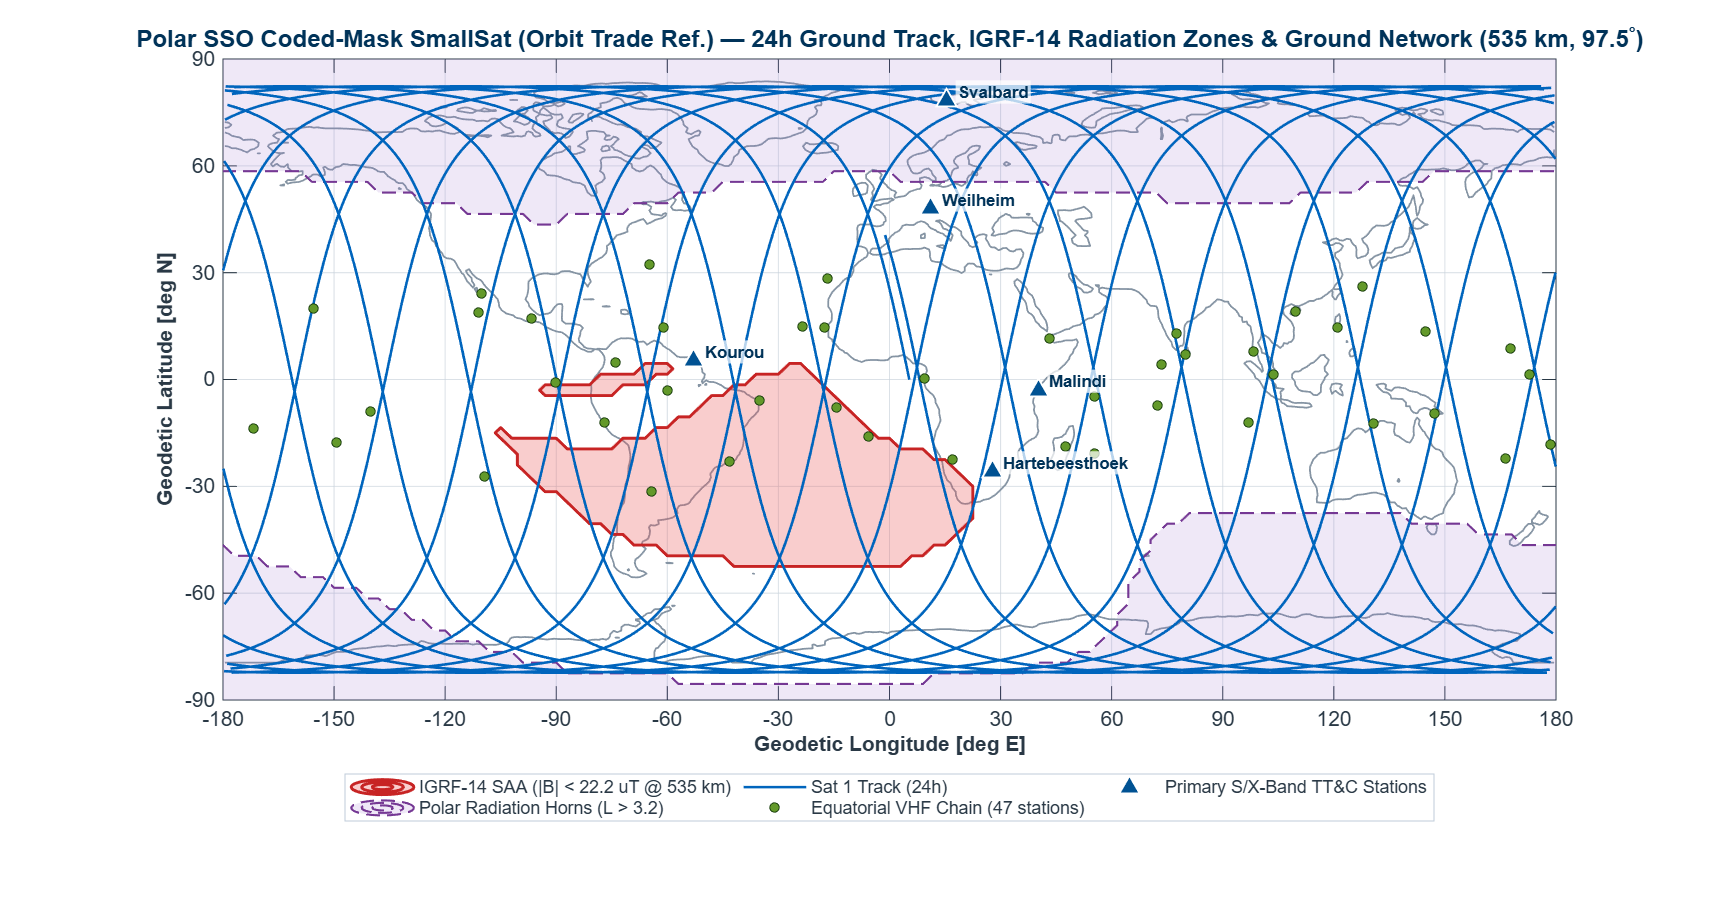 Polar SSO Coded-Mask SmallSat (Orbit Trade Ref.) — 24h Ground Track, IGRF-14 Radiation Zones & Ground Network (535 km, 97.5°)
90
60
30
0
-30
-60
-90
Geodetic Latitude [deg N]
Svalbard
Weilheim
Kourou
Malindi
Hartebeesthoek
-180 -150 -120 -90 -60 -30 0 30 60 90 120 150 180
Geodetic Longitude [deg E]
IGRF-14 SAA (|B| < 22.2 uT @ 535 km) Sat 1 Track (24h) Primary S/X-Band TT&C Stations
Polar Radiation Horns (L > 3.2) Equatorial VHF Chain (47 stations)